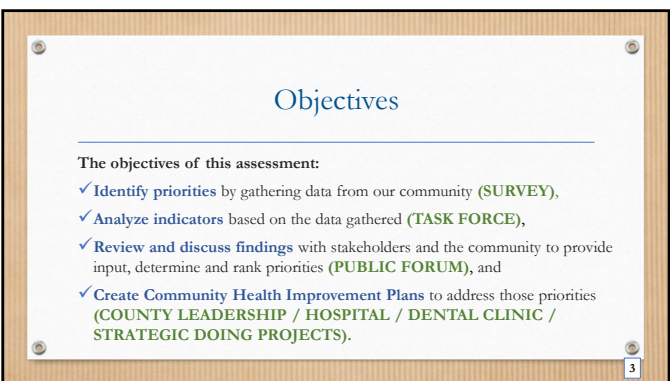 Objectives
The objectives of this assessment:
✓Identify priorities by gathering data from our community (SURVEY),
✓Analyze indicators based on the data gathered (TASK FORCE),
✓Review and discuss findings with stakeholders and the community to provide
input, determine and rank priorities (PUBLIC FORUM), and
✓Create Community Health Improvement Plans to address those priorities
(COUNTY LEADERSHIP / HOSPITAL / DENTAL CLINIC /
STRATEGIC DOING PROJECTS).
3